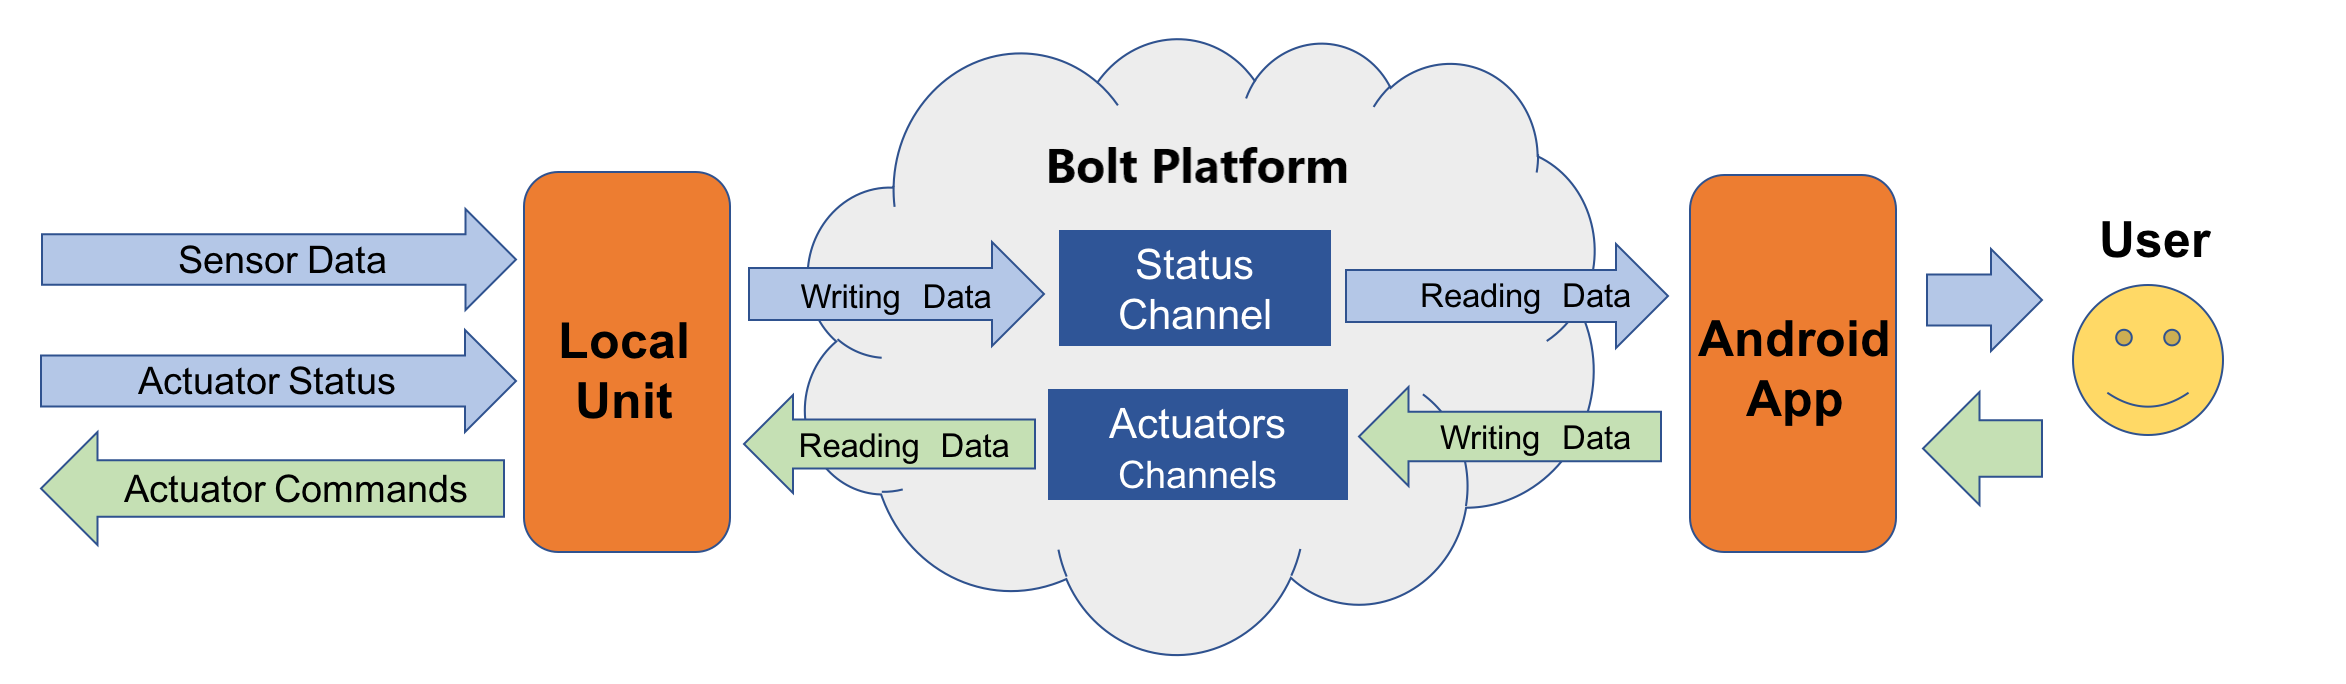 Bolt Platform
Sensor Data
Actuator Status
Actuator Commands
Local
Unit
Writing Data
Reading Data
Status
Channel
Actuators
Channels
Reading Data
Writing Data
Android
App
User